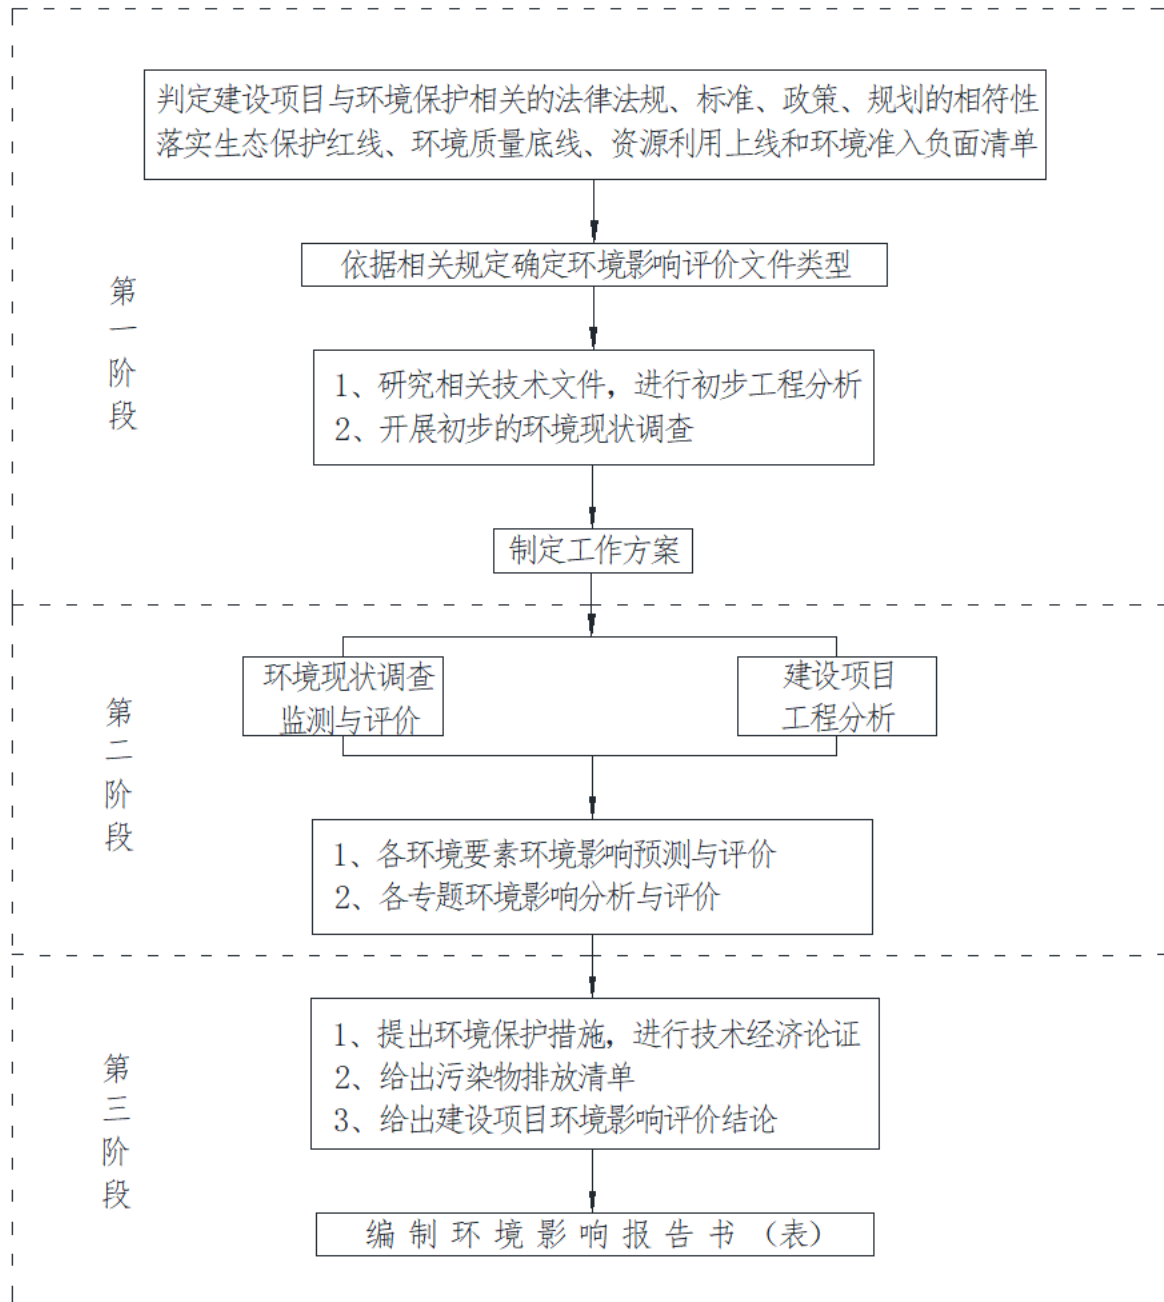 判定建设项目与环境保护相关的法律法规、标准、政策、规划的相符性
落实生态保护红线、环境质量底线、资源利用上线和环境准入负面清单
依据相关规定确定环境影响评价文件类型
第一阶段
1、研究相关技术文件，进行初步工程分析
2、开展初步的环境现状调查
制定工作方案
第二阶段
环境现状调查
监测与评价
建设项目
工程分析
1、各环境要素环境影响预测与评价
2、各专题环境影响分析与评价
第三阶段
1、提出环境保护措施，进行技术经济论证
2、给出污染物排放清单
3、给出建设项目环境影响评价结论
编制环境影响报告书（表）